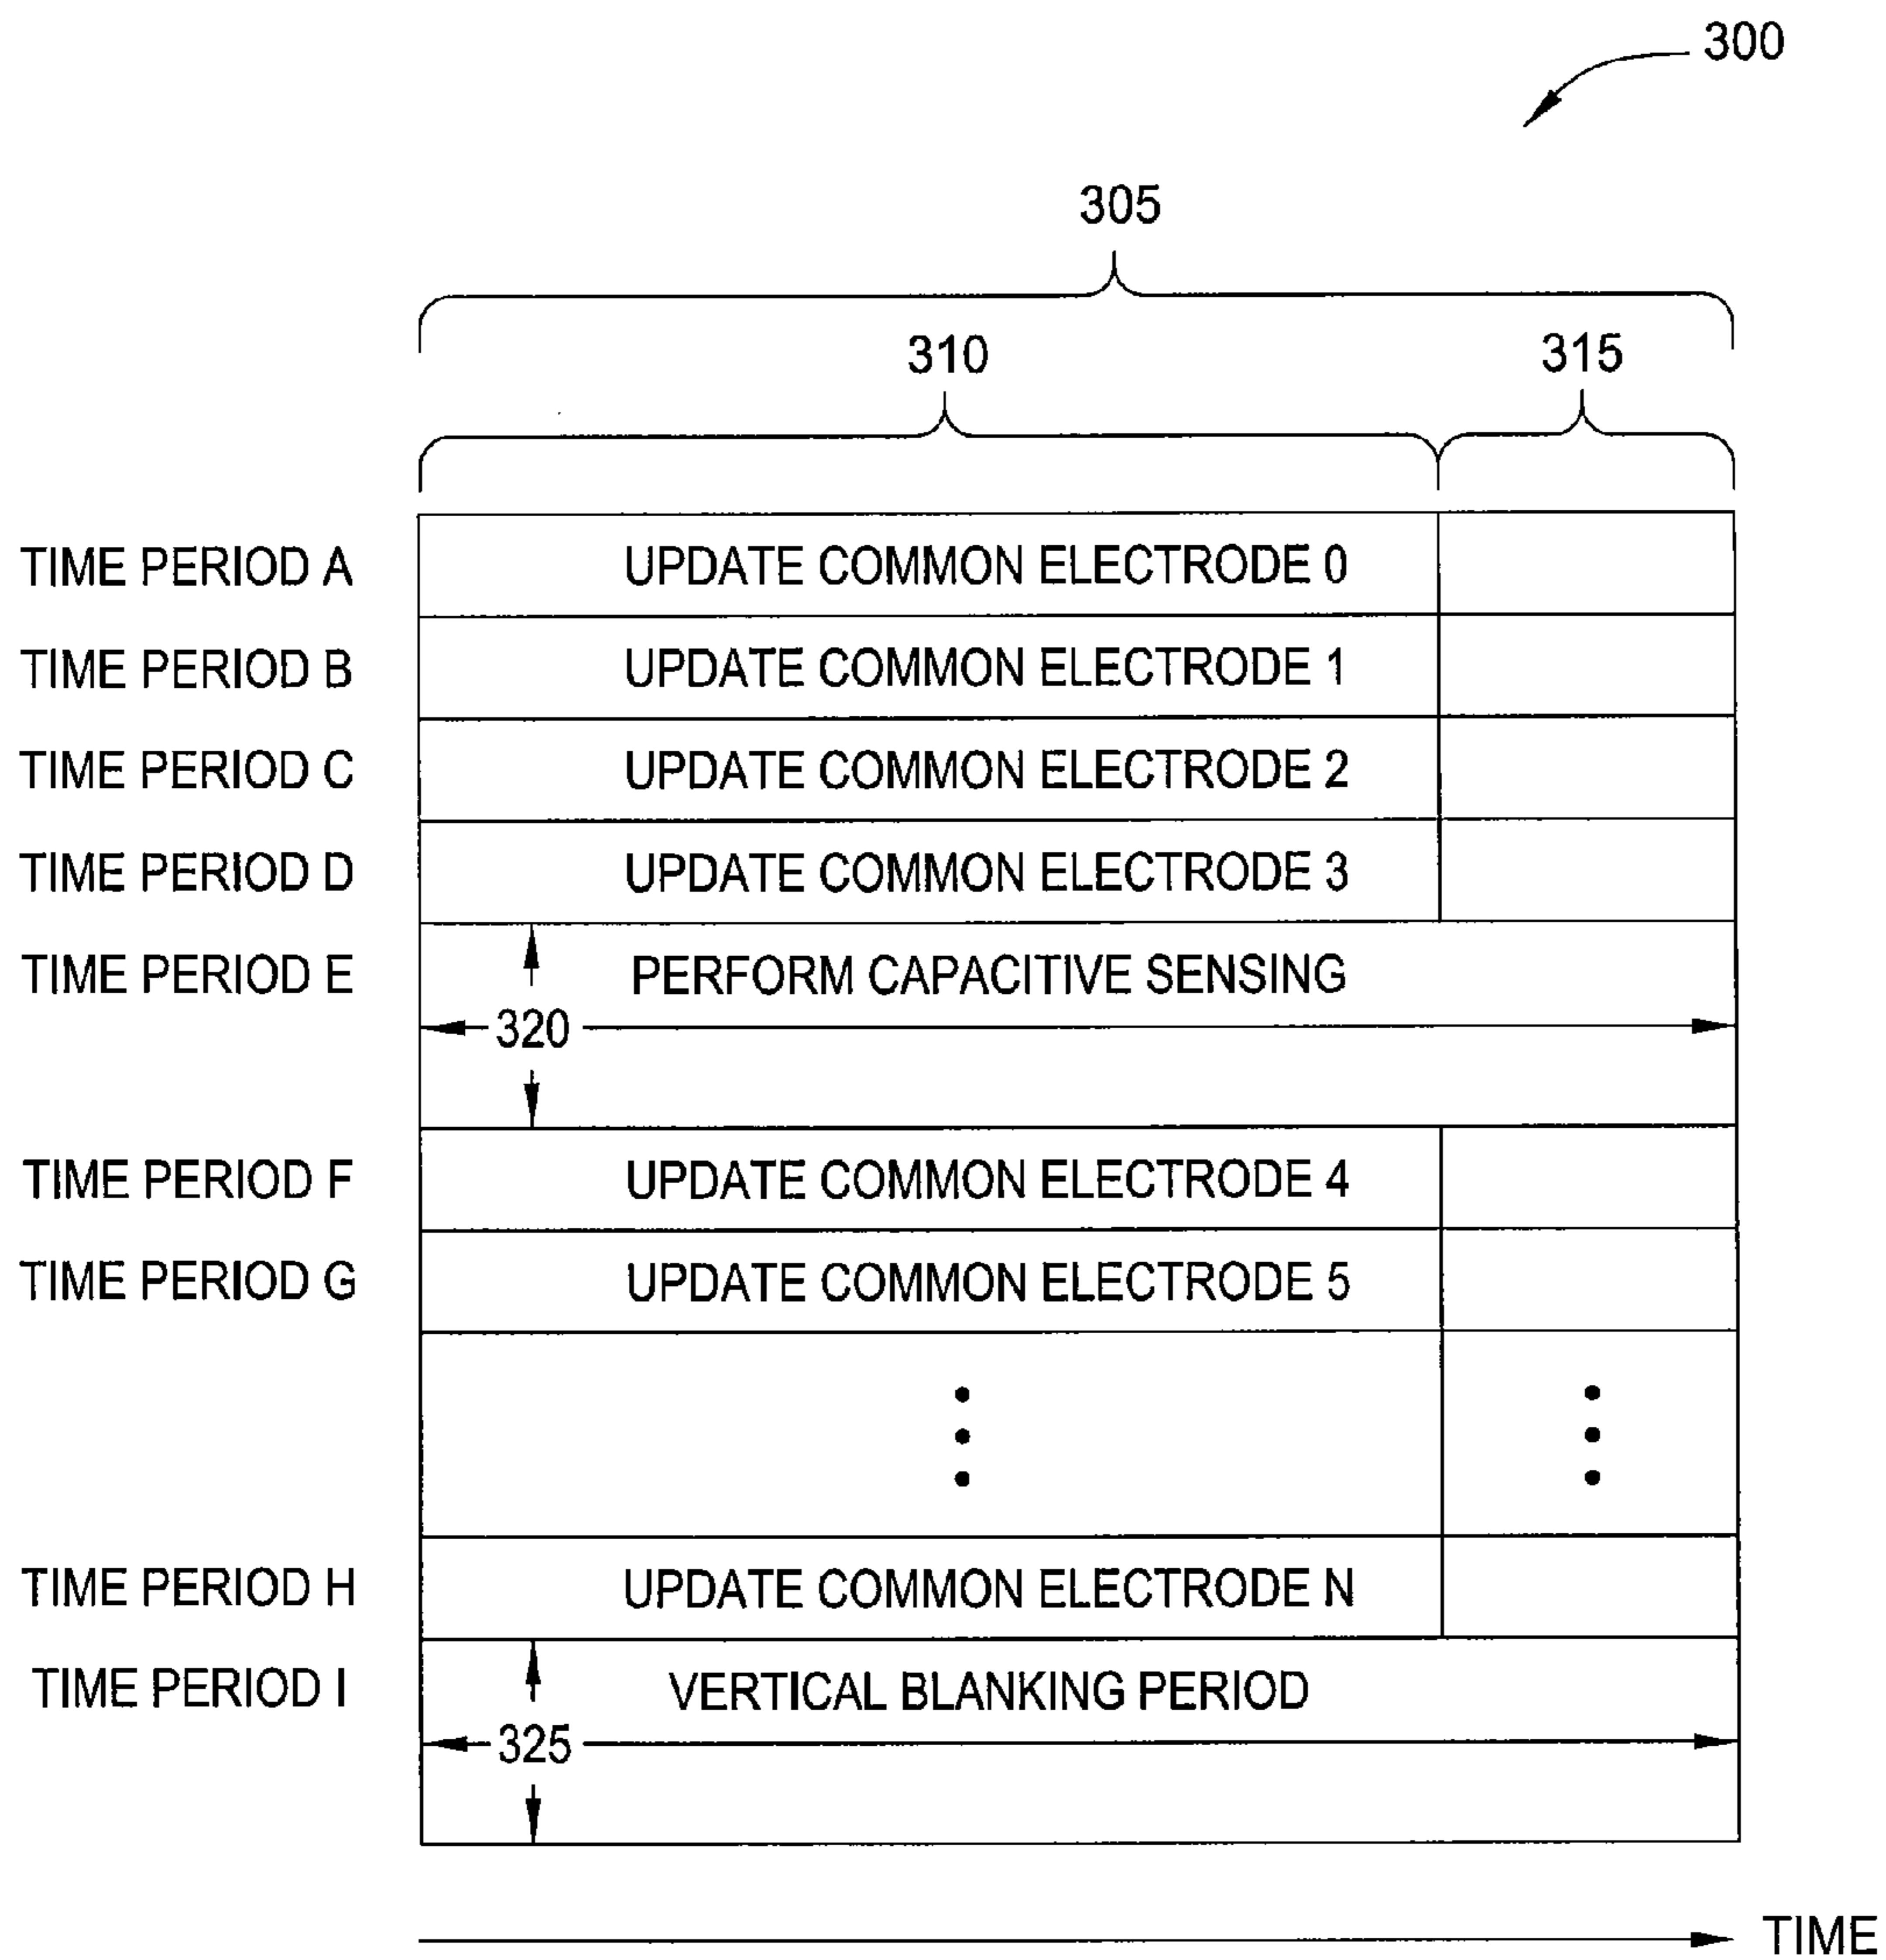 300
305
310
315
TIME PERIOD A UPDATE COMMON ELECTRODE 0
TIME PERIOD B UPDATE COMMON ELECTRODE 1
TIME PERIOD C UPDATE COMMON ELECTRODE 2
TIME PERIOD D UPDATE COMMON ELECTRODE 3
TIME PERIOD E PERFORM CAPACITIVE SENSING
320
TIME PERIOD F UPDATE COMMON ELECTRODE 4
TIME PERIOD G UPDATE COMMON ELECTRODE 5
TIME PERIOD H UPDATE COMMON ELECTRODE N
TIME PERIOD I VERTICAL BLANKING PERIOD
325
TIME